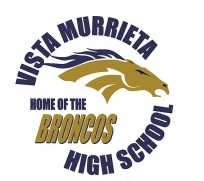 VISTA MURRIETA
HOME OF THE
BRONCOS
HIGH SCHOOL